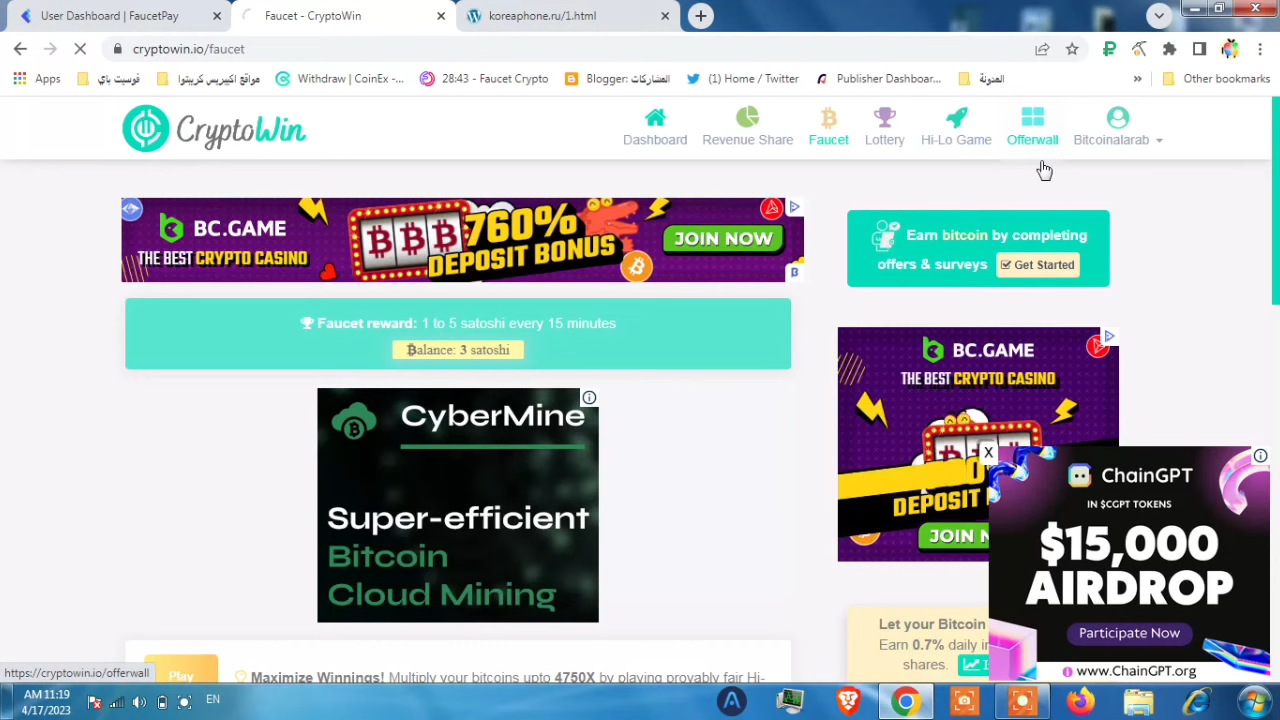 User Dashboard | FaucetPay
Faucet - CryptoWin
koreaphone.ru/1.html
cryptowin.io/faucet
Apps
فوسيت باي
مواقع اكبيريس كريبتوا
Withdraw | CoinEx -...
28:43 - Faucet Crypto
Blogger: المشاركات
(1) Home / Twitter
Publisher Dashboar...
المدونة
»
Other bookmarks
CryptoWin
Dashboard
Revenue Share
Faucet
Lottery
Hi-Lo Game
Offerwall
Bitcoinalarab
BC.GAME
THE BEST CRYPTO CASINO
760%
DEPOSIT BONUS
JOIN NOW
Earn bitcoin by completing
offers & surveys
Get Started
Faucet reward: 1 to 5 satoshi every 15 minutes
₿alance: 3 satoshi
CyberMine
Super-efficient
Bitcoin
Cloud Mining
BC.GAME
THE BEST CRYPTO CASINO
DEPOSIT
JOIN N
X
ChainGPT
IN $CGPT TOKENS
$15,000
AIRDROP
Participate Now
www.ChainGPT.org
Let your Bitcoin
Earn 0.7% daily in
shares.
Play
Maximize Winnings! Multiply your bitcoins upto 4750X by playing provably fair Hi-
https://cryptowin.io/offerwall
AM 11:19
4/17/2023
EN